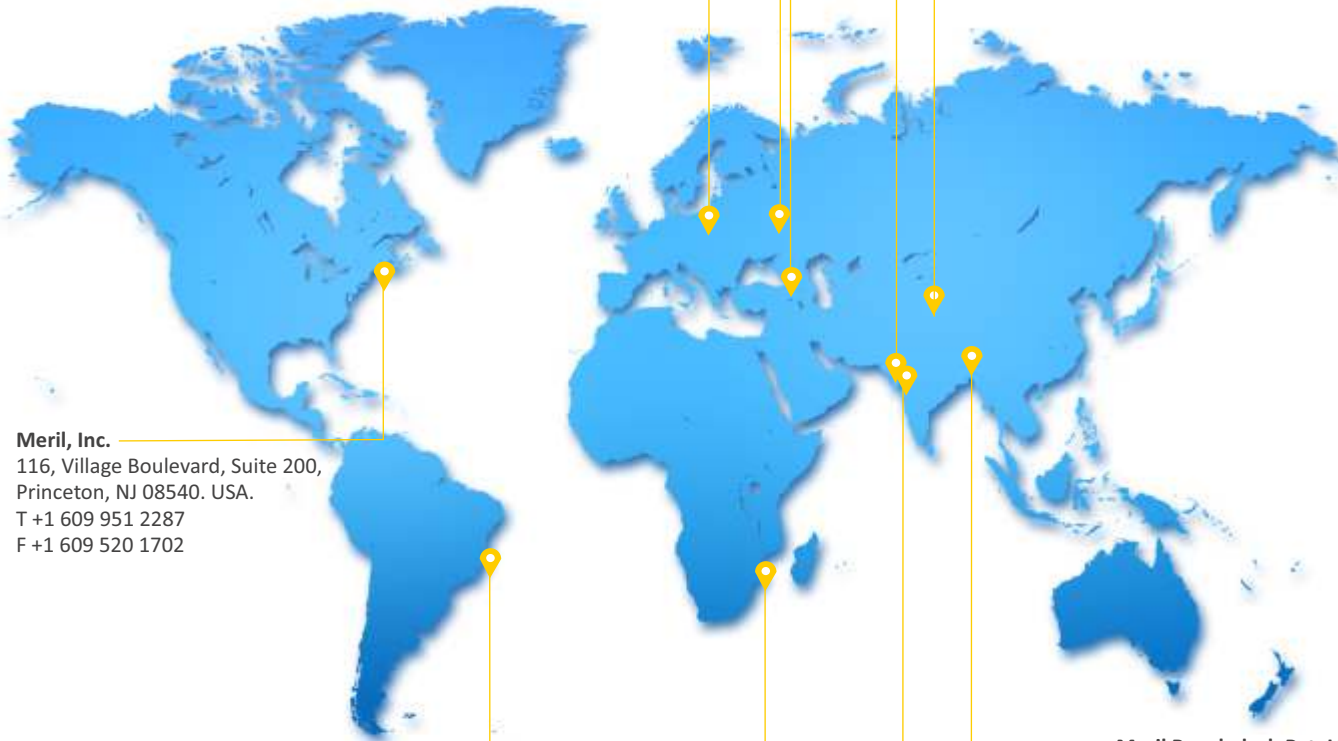 Meril, Inc.
116, Village Boulevard, Suite 200,
Princeton, NJ 08540. USA.
T +1 609 951 2287
F +1 609 520 1702